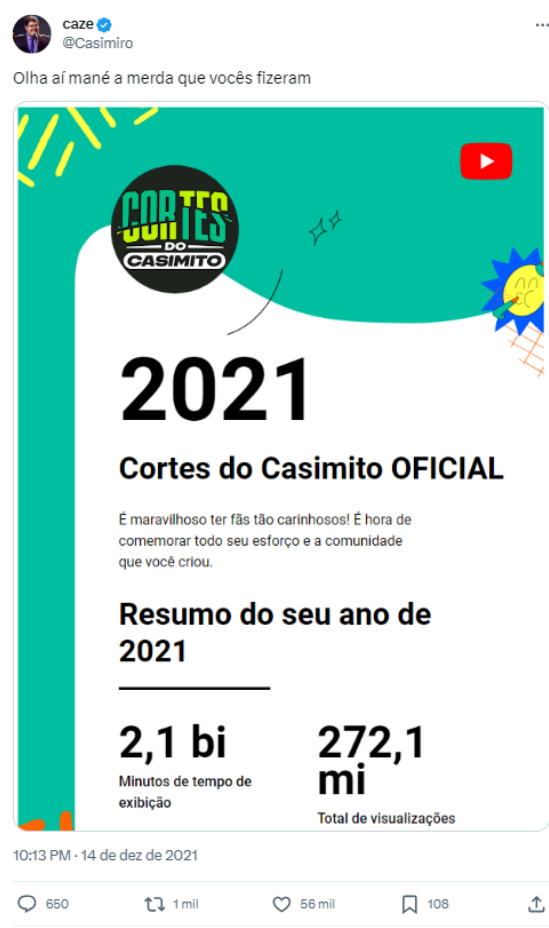 caze
@Casimiro
Olha aí mané a merda que vocês fizeram
CORTES
DO
CASIMITO
2021
Cortes do Casimito OFICIAL
É maravilhoso ter fãs tão carinhosos! É hora de
comemorar todo seu esforço e a comunidade
que você criou.
Resumo do seu ano de
2021
2,1 bi
Minutos de tempo de
exibição
272,1
mi
Total de visualizações
10:13 PM · 14 de dez de 2021
650 1 mil 56 mil 108